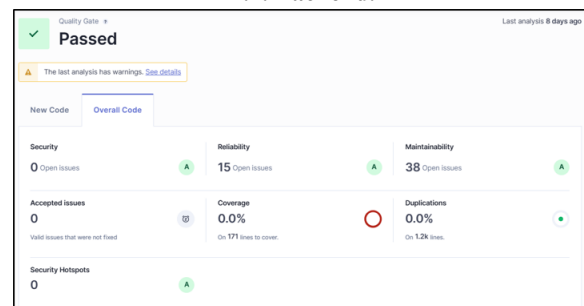 Quality Gate
Last analysis 8 days ago
Passed
The last analysis has warnings. See details
New Code Overall Code
Security Reliability Maintainability
0 Open issues A 15 Open issues A 38 Open issues A
Accepted issues Coverage Duplications
0 0.0% 0.0%
Valid issues that were not fixed On 171 lines to cover. On 1.2k lines.
Security Hotspots
0 A